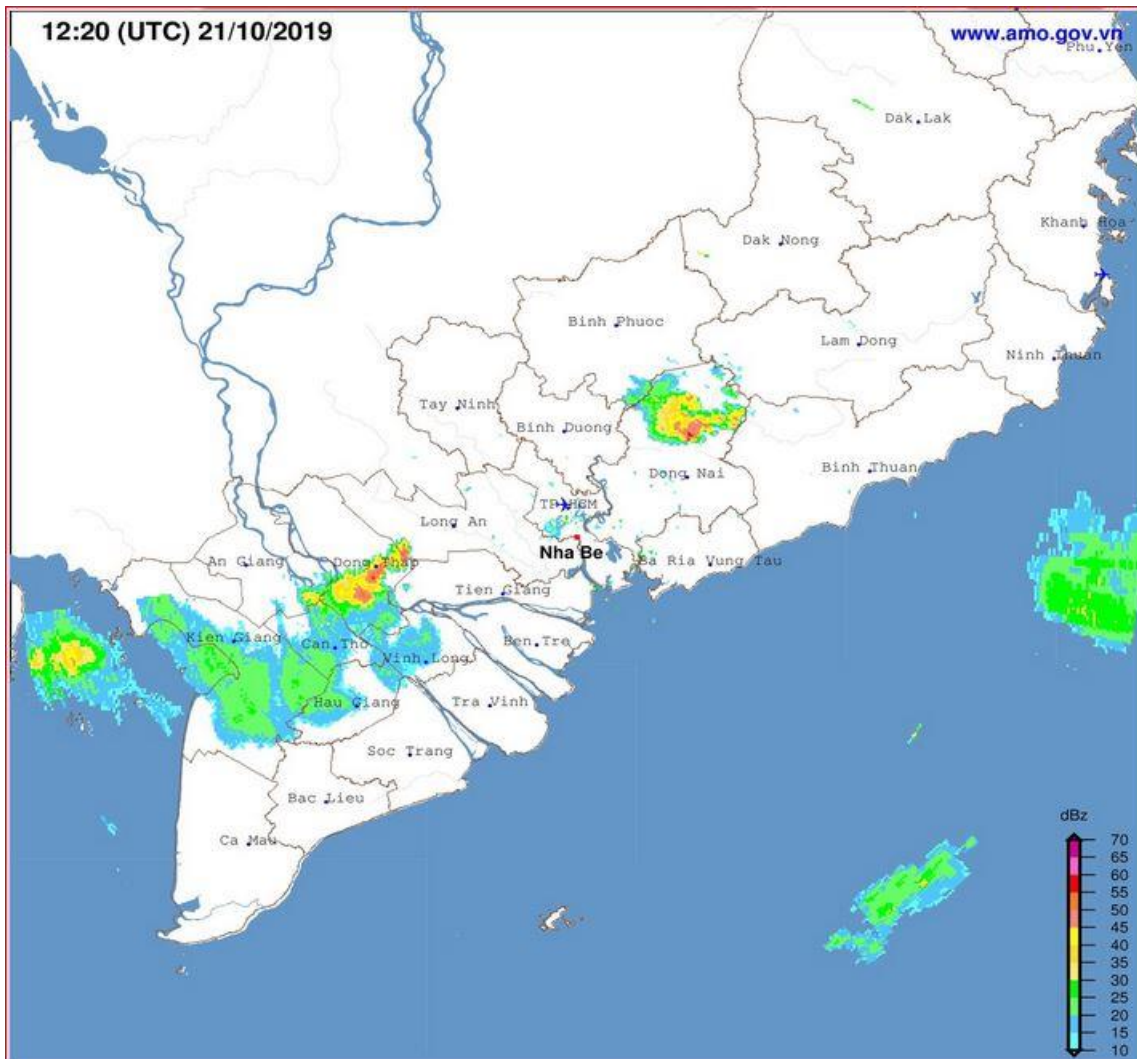 12:20 (UTC) 21/10/2019
www.amo.gov.vn
Phu Yen
Dak Lak
Khanh Hoa
Dak Nong
Binh Phuoc
Lam Dong
Ninh Thuan
Tay Ninh
Binh Duong
Dong Nai
Binh Thuan
TP HCM
Long An
Nha Be
An Giang
Dong Thap
Ba Ria Vung Tau
Tien Giang
Kien Giang
Can Tho
Ben Tre
Vinh Long
Hau Giang
Tra Vinh
Soc Trang
Bac Lieu
Ca Mau
dBz
70
65
60
55
50
45
40
35
30
25
20
15
10